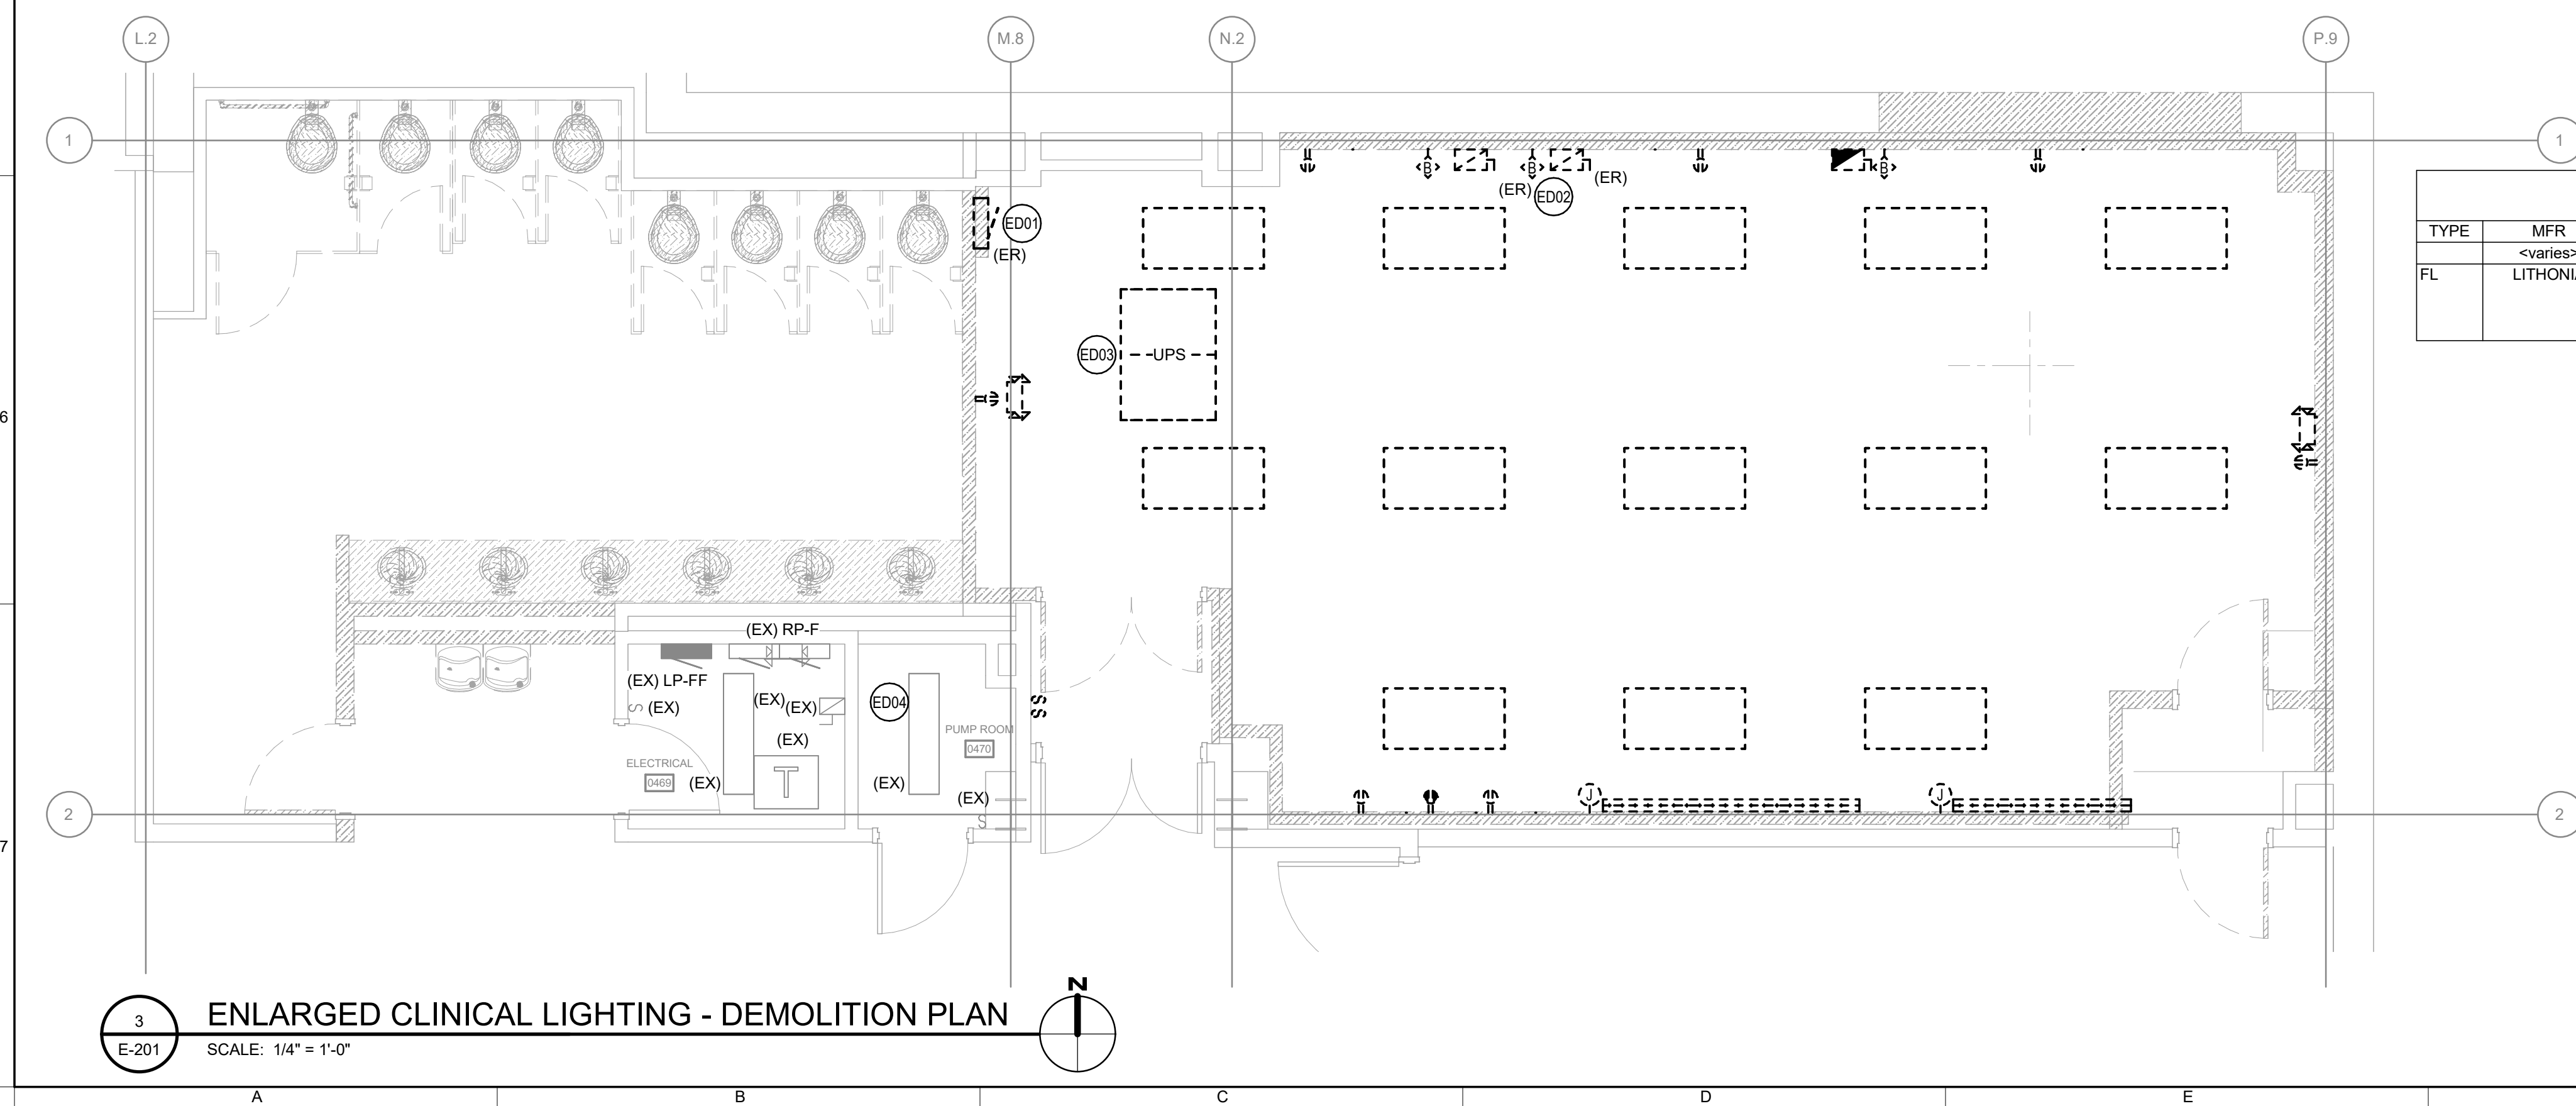 L.2
M.8
N.2
P.9
1
1
B
B
B
(ER)
(ER)
ED02
ED01
(ER)
TYPE
MFR
<varies>
FL
LITHONI
ED03
UPS
6
(EX) RP-F
(EX) LP-FF
S (EX)
(EX)
(EX)
ED04
SS
PUMP ROOM
0470
(EX)
ELECTRICAL
0469
(EX)
T
(EX)
(EX)
S
J
J
2
2
7
N
3
E-201
ENLARGED CLINICAL LIGHTING - DEMOLITION PLAN
SCALE: 1/4" = 1'-0"
A
B
C
D
E